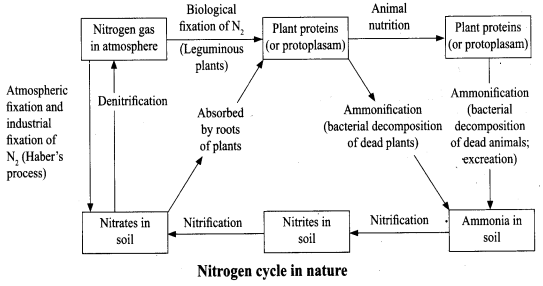 Nitrogen gas
in atmosphere
Biological
fixation of N₂
(Leguminous
plants)
Plant proteins
(or protoplasam)
Animal
nutrition
Plant proteins
(or protoplasam)
Atmospheric
fixation and
industrial
fixation of
N₂ (Haber's
process)
Denitrification
Absorbed
by roots
of plants
Ammonification
(bacterial decomposition
of dead plants)
Ammonification
(bacterial
decomposition
of dead animals;
excreation)
Nitrates in
soil
Nitrification
Nitrites in
soil
Nitrification
Ammonia in
soil
Nitrogen cycle in nature